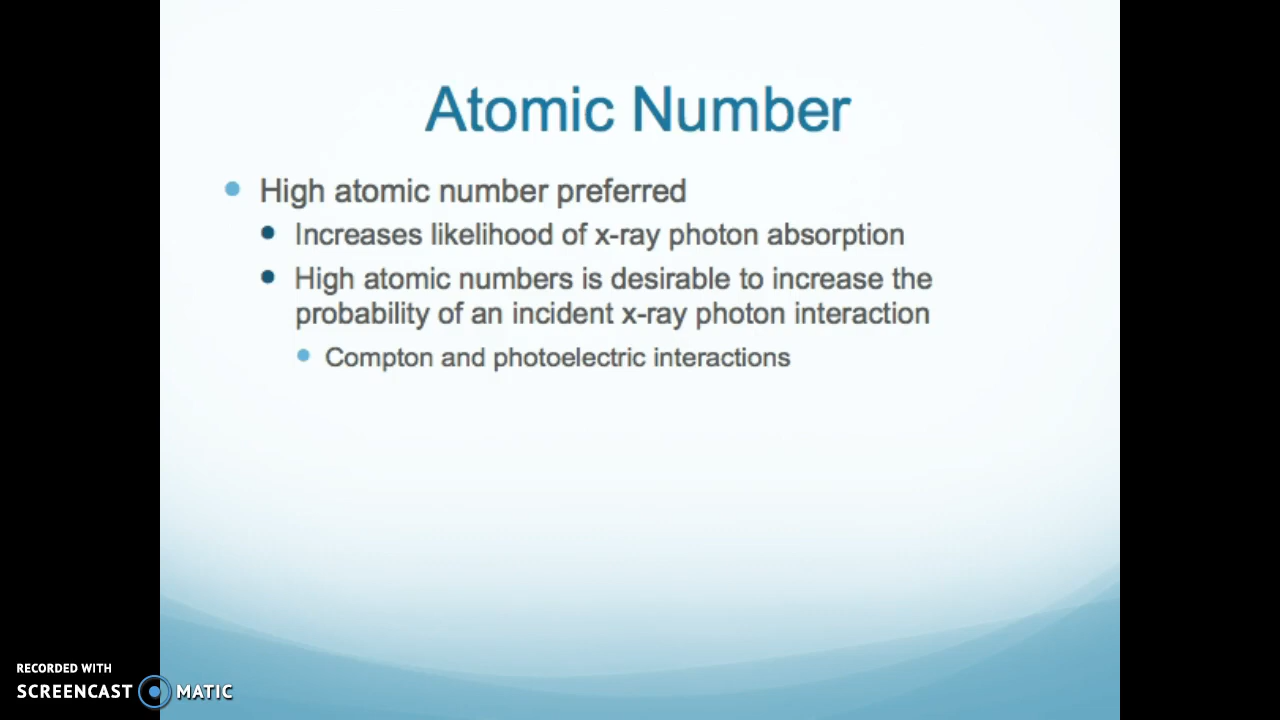 Atomic Number
High atomic number preferred
Increases likelihood of x-ray photon absorption
High atomic numbers is desirable to increase the
probability of an incident x-ray photon interaction
Compton and photoelectric interactions
RECORDED WITH
SCREENCAST MATIC